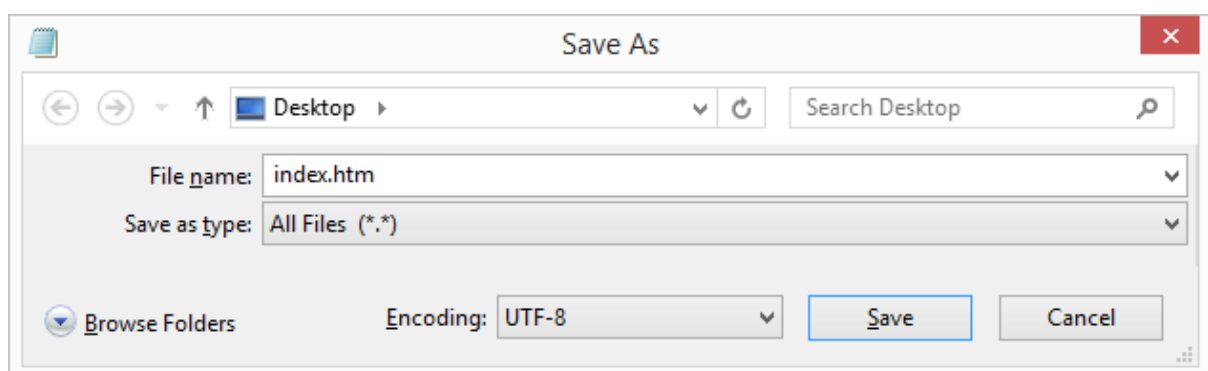 Save As
Desktop
Search Desktop
File name: index.htm
Save as type: All Files (*.*)
Browse Folders Encoding: UTF-8 Save Cancel